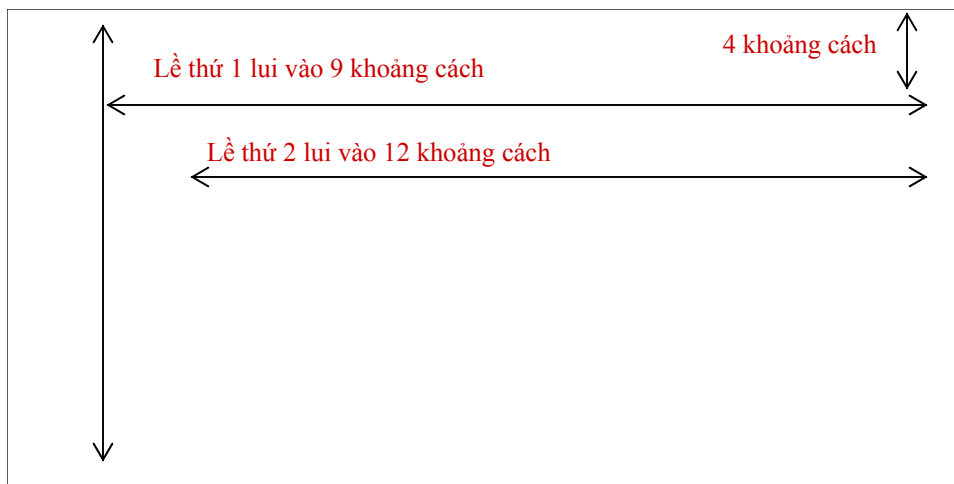 4 khoảng cách
Lề thứ 1 lui vào 9 khoảng cách
Lề thứ 2 lui vào 12 khoảng cách